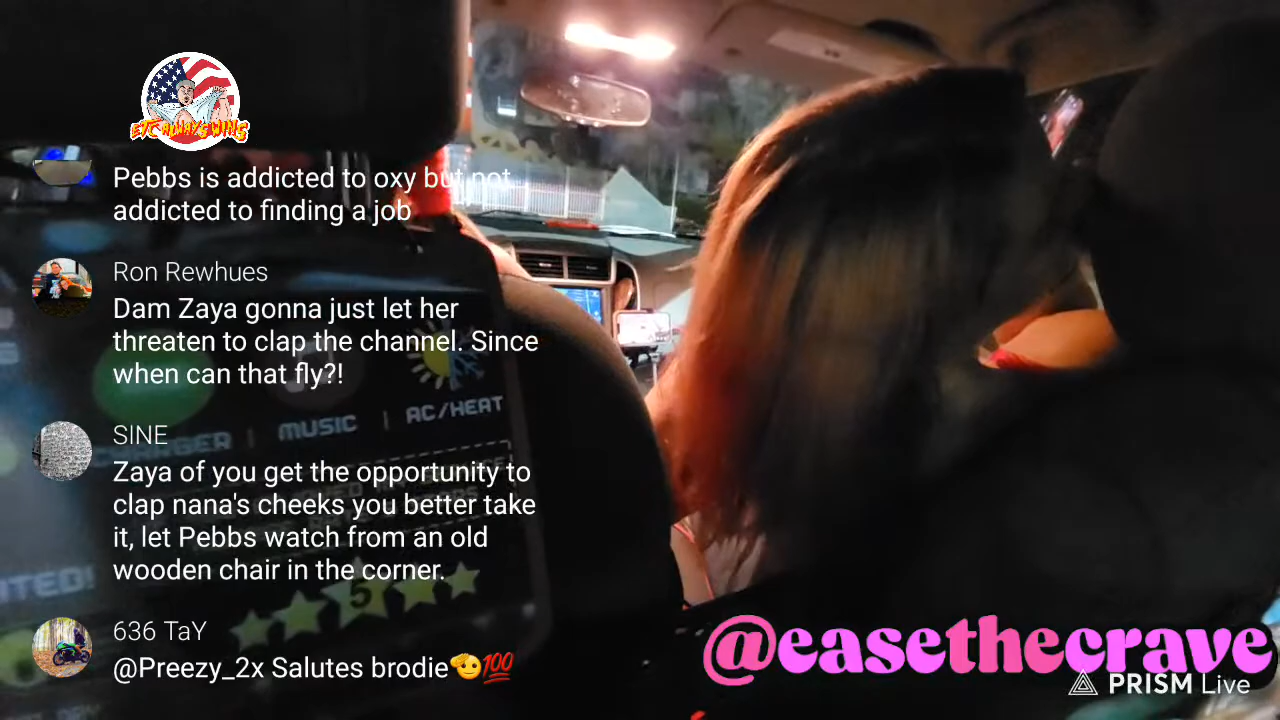 ETC ALWAYS WINS
Pebbs is addicted to oxy but not
addicted to finding a job
Ron Rewhues
Dam Zaya gonna just let her
threaten to clap the channel. Since
when can that fly?!
SINE
Zaya of you get the opportunity to
clap nana's cheeks you better take
it, let Pebbs watch from an old
wooden chair in the corner.
636 TaY
@Preezy_2x Salutes brodie🫡💯
CHARGER | MUSIC | AC/HEAT
5
@easethecrave
PRISM Live